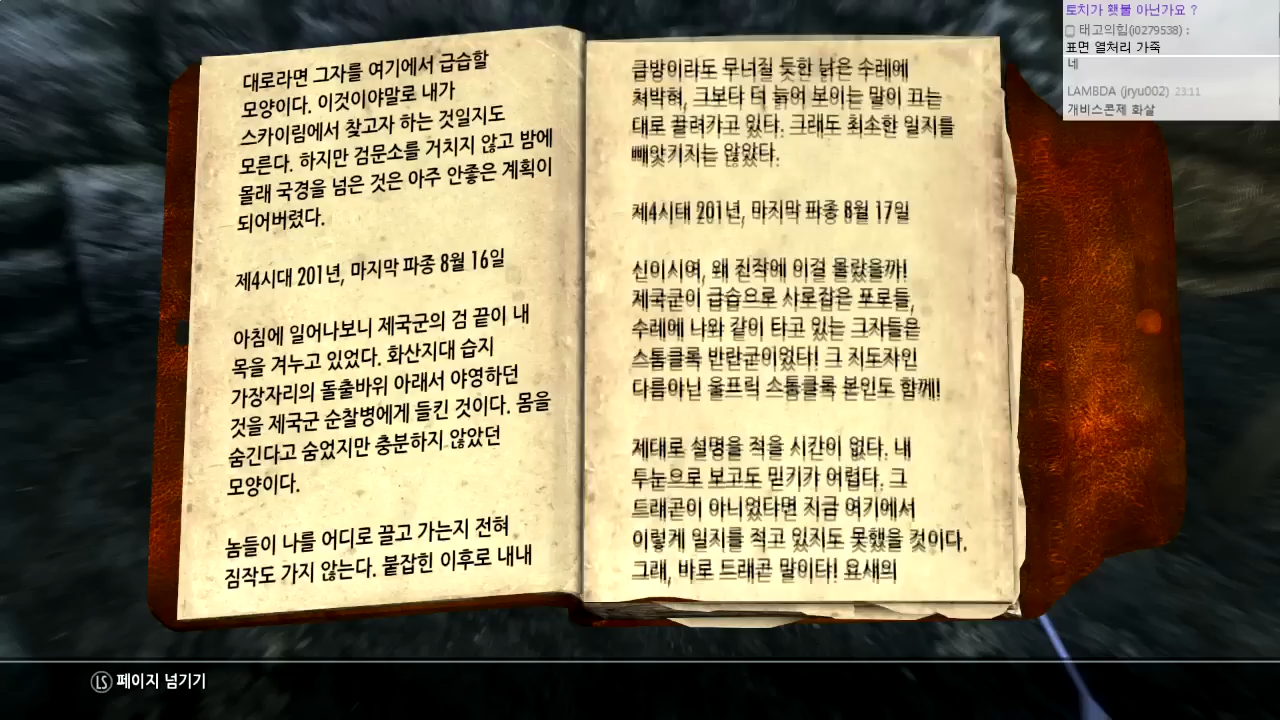 대로라면 그자를 여기에서 급습할
모양이다. 이것이야말로 내가
스카이림에서 찾고자 하는 것일지도
모른다. 하지만 검문소를 거치지 않고 밤에
몰래 국경을 넘은 것은 아주 안좋은 계획이
되어버렸다.
제4시대 201년, 마지막 파종 8월 16일
아침에 일어나보니 제국군의 검 끝이 내
목을 겨누고 있었다. 화산지대 습지
가장자리의 돌출바위 아래서 야영하던
것을 제국군 순찰병에게 들킨 것이다. 몸을
숨긴다고 숨었지만 충분하지 않았던
모양이다.
놈들이 나를 어디로 끌고 가는지 전혀
짐작도 가지 않는다. 붙잡힌 이후로 내내
금방이라도 무너질 듯한 낡은 수레에
처박혀, 그보다 더 늙어 보이는 말이 끄는
대로 끌려가고 있다. 그래도 최소한 일지를
빼앗기지는 않았다.
제4시대 201년, 마지막 파종 8월 17일
신이시여, 왜 진작에 이걸 몰랐을까!
제국군이 급습으로 사로잡은 포로들,
수레에 나와 같이 타고 있는 그자들은
스톰클록 반란군이었다! 그 지도자인
다름아닌 울프릭 스톰클록 본인도 함께!
제대로 설명을 적을 시간이 없다. 내
두눈으로 보고도 믿기가 어렵다. 그
드래곤이 아니었다면 지금 여기에서
이렇게 일지를 적고 있지도 못했을 것이다.
그래, 바로 드래곤 말이다! 요새의
토치가 횃불 아닌가요 ?
태고의힘(i0279538) :
표면 열처리 가죽
네
LAMBDA (jryu002) 23:11
개비스콘제 화살
LS 페이지 넘기기